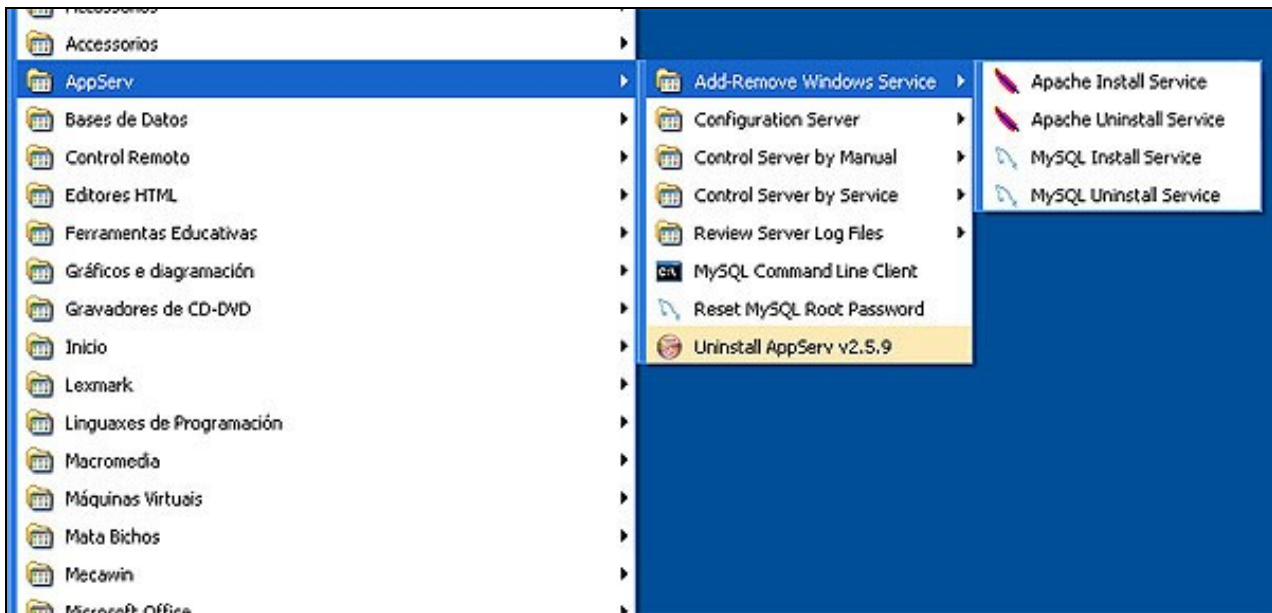 Accesorios
Accessorios
AppServ
Bases de Datos
Control Remoto
Editores HTML
Ferramentas Educativas
Gráficos e diagramación
Gravadores de CD-DVD
Inicio
Lexmark
Linguaxes de Programación
Macromedia
Máquinas Virtuais
Mata Bichos
Mecawin
Microsoft Office
Add-Remove Windows Service
Configuration Server
Control Server by Manual
Control Server by Service
Review Server Log Files
MySQL Command Line Client
Reset MySQL Root Password
Uninstall AppServ v2.5.9
Apache Install Service
Apache Uninstall Service
MySQL Install Service
MySQL Uninstall Service